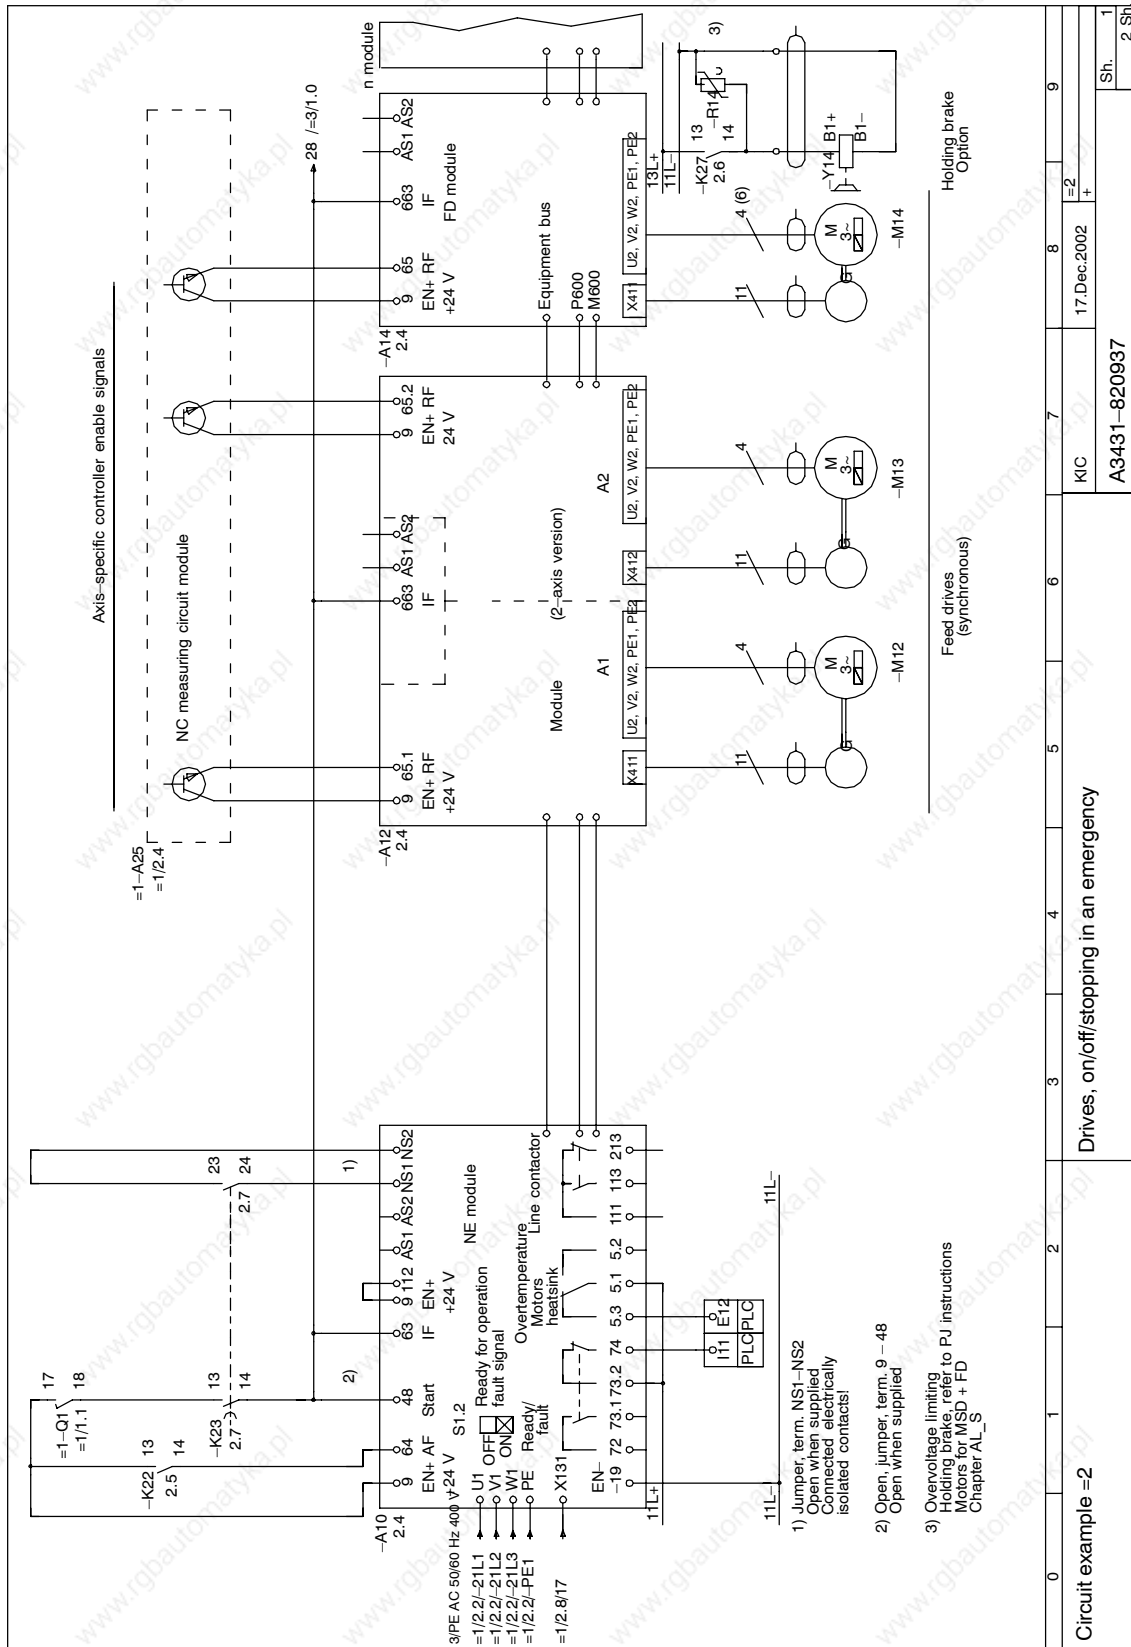 Axis–specific controller enable signals
=1–A25
=1/2.4
NC measuring circuit module
17
18
=1–Q1
=1/1.1
13
14
–K22
2.5
13
14
–K23
2.7
23
24
2.7
2)
1)
28 /=3/1.0
–A10
2.4
9 64 48 63 9 112 AS1 AS2 NS1 NS2
EN+ AF Start IF EN+
+24 V
+24 V
NE module
3/PE AC 50/60 Hz 400 V
=1/2.2/–21L1
=1/2.2/–21L2
=1/2.2/–21L3
=1/2.2/–PE1
=1/2.8/17
U1
V1
W1
PE
X131
S1.2
OFF
ON
Ready for operation
fault signal
Ready/
fault
Overtemperature
Motors
heatsink
Line contactor
EN–
–19 72 73.1 73.2 74 5.3 5.1 5.2 111 113 213
11L+
I11 E12
PLC PLC
11L–
11L–
–A12
2.4
9 65.1 663 AS1 AS2 9 65.2
EN+ RF IF EN+ RF
+24 V
24 V
Module
(2–axis version)
A1
A2
X411
U2, V2, W2, PE1, PE2
X412
U2, V2, W2, PE1, PE2
11
4
11
4
G
M
3~
–M12
G
M
3~
–M13
Feed drives
(synchronous)
–A14
2.4
9 65 663 AS1 AS2
EN+ RF IF
+24 V
FD module
n module
Equipment bus
P600
M600
X411
U2, V2, W2, PE1, PE2
11
4 (6)
G
M
3~
–M14
13L+
11L–
–K27
2.6
13
14
–R14
U
3)
–Y14
B1+
B1–
Holding brake
Option
1) Jumper, term. NS1–NS2
Open when supplied
Connected electrically
isolated contacts!
2) Open, jumper, term. 9 – 48
Open when supplied
3) Overvoltage limiting
Holding brake, refer to PJ instructions
Motors for MSD + FD
Chapter AL_S
0 1 2 3 4 5 6 7 8 9
Circuit example =2
Drives, on/off/stopping in an emergency
KIC
17.Dec.2002
=2
+
A3431–820937
Sh. 1
2 Sh
www.rgbautomatyka.pl